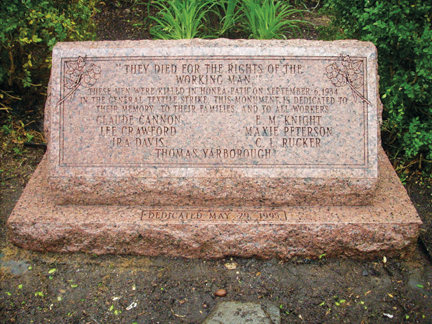 "THEY DIED FOR THE RIGHTS OF THE
WORKING MAN."
THESE MEN WERE KILLED IN HONEA PATH ON SEPTEMBER 6, 1934,
IN THE GENERAL TEXTILE STRIKE. THIS MONUMENT IS DEDICATED TO
THEIR MEMORY, TO THEIR FAMILIES, AND TO ALL WORKERS.
CLAUDE CANNON E. M. KNIGHT
LEE CRAWFORD MAXIE PETERSON
IRA DAVIS C. L. RUCKER
THOMAS YARBOROUGH
DEDICATED MAY 29, 1995